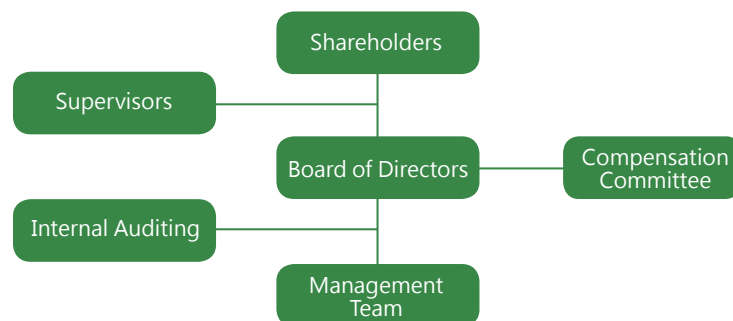 Shareholders
Supervisors
Board of Directors
Compensation
Committee
Internal Auditing
Management
Team